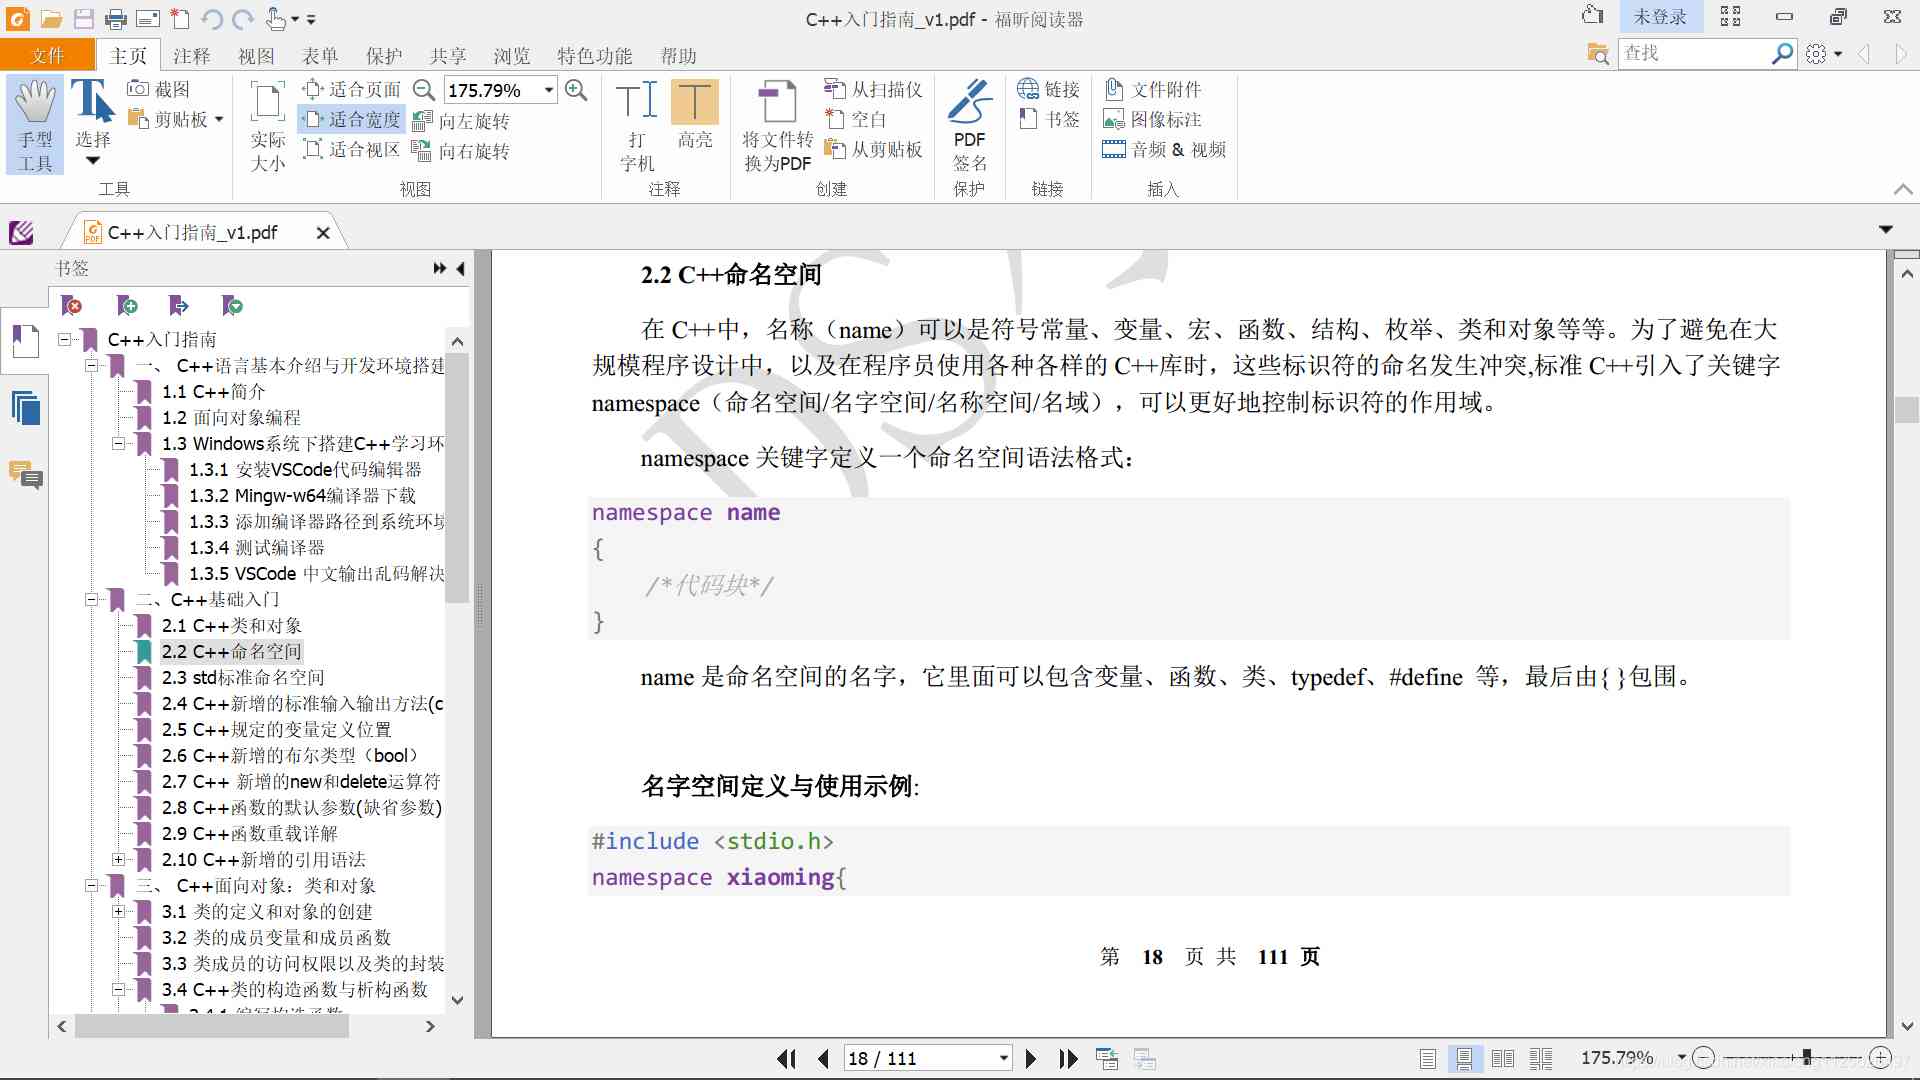 C++入门指南_v1.pdf - 福昕阅读器
未登录
文件 主页 注释 视图 表单 保护 共享 浏览 特色功能 帮助
查找
手型工具
选择
截图
剪贴板
工具
实际大小
适合页面
适合宽度
适合视区
175.79%
向左旋转
向右旋转
视图
打字机
高亮
注释
将文件转换为PDF
从扫描仪
空白
从剪贴板
创建
PDF签名
保护
链接
书签
链接
文件附件
图像标注
音频 & 视频
插入
C++入门指南_v1.pdf
书签
C++入门指南
一、 C++语言基本介绍与开发环境搭建
1.1 C++简介
1.2 面向对象编程
1.3 Windows系统下搭建C++学习环
1.3.1 安装VSCode代码编辑器
1.3.2 Mingw-w64编译器下载
1.3.3 添加编译器路径到系统环境
1.3.4 测试编译器
1.3.5 VSCode 中文输出乱码解决
二、C++基础入门
2.1 C++类和对象
2.2 C++命名空间
2.3 std标准命名空间
2.4 C++新增的标准输入输出方法(c
2.5 C++规定的变量定义位置
2.6 C++新增的布尔类型（bool）
2.7 C++ 新增的new和delete运算符
2.8 C++函数的默认参数(缺省参数)
2.9 C++函数重载详解
2.10 C++新增的引用语法
三、 C++面向对象：类和对象
3.1 类的定义和对象的创建
3.2 类的成员变量和成员函数
3.3 类成员的访问权限以及类的封装
3.4 C++类的构造函数与析构函数
2.2 C++命名空间
在 C++中，名称（name）可以是符号常量、变量、宏、函数、结构、枚举、类和对象等等。为了避免在大
规模程序设计中，以及在程序员使用各种各样的 C++库时，这些标识符的命名发生冲突,标准 C++引入了关键字
namespace（命名空间/名字空间/名称空间/名域），可以更好地控制标识符的作用域。
namespace 关键字定义一个命名空间语法格式：
namespace name
{
/*代码块*/
}
name 是命名空间的名字，它里面可以包含变量、函数、类、typedef、#define 等，最后由{ }包围。
名字空间定义与使用示例:
#include <stdio.h>
namespace xiaoming{
第 18 页 共 111 页
18 / 111
175.79%